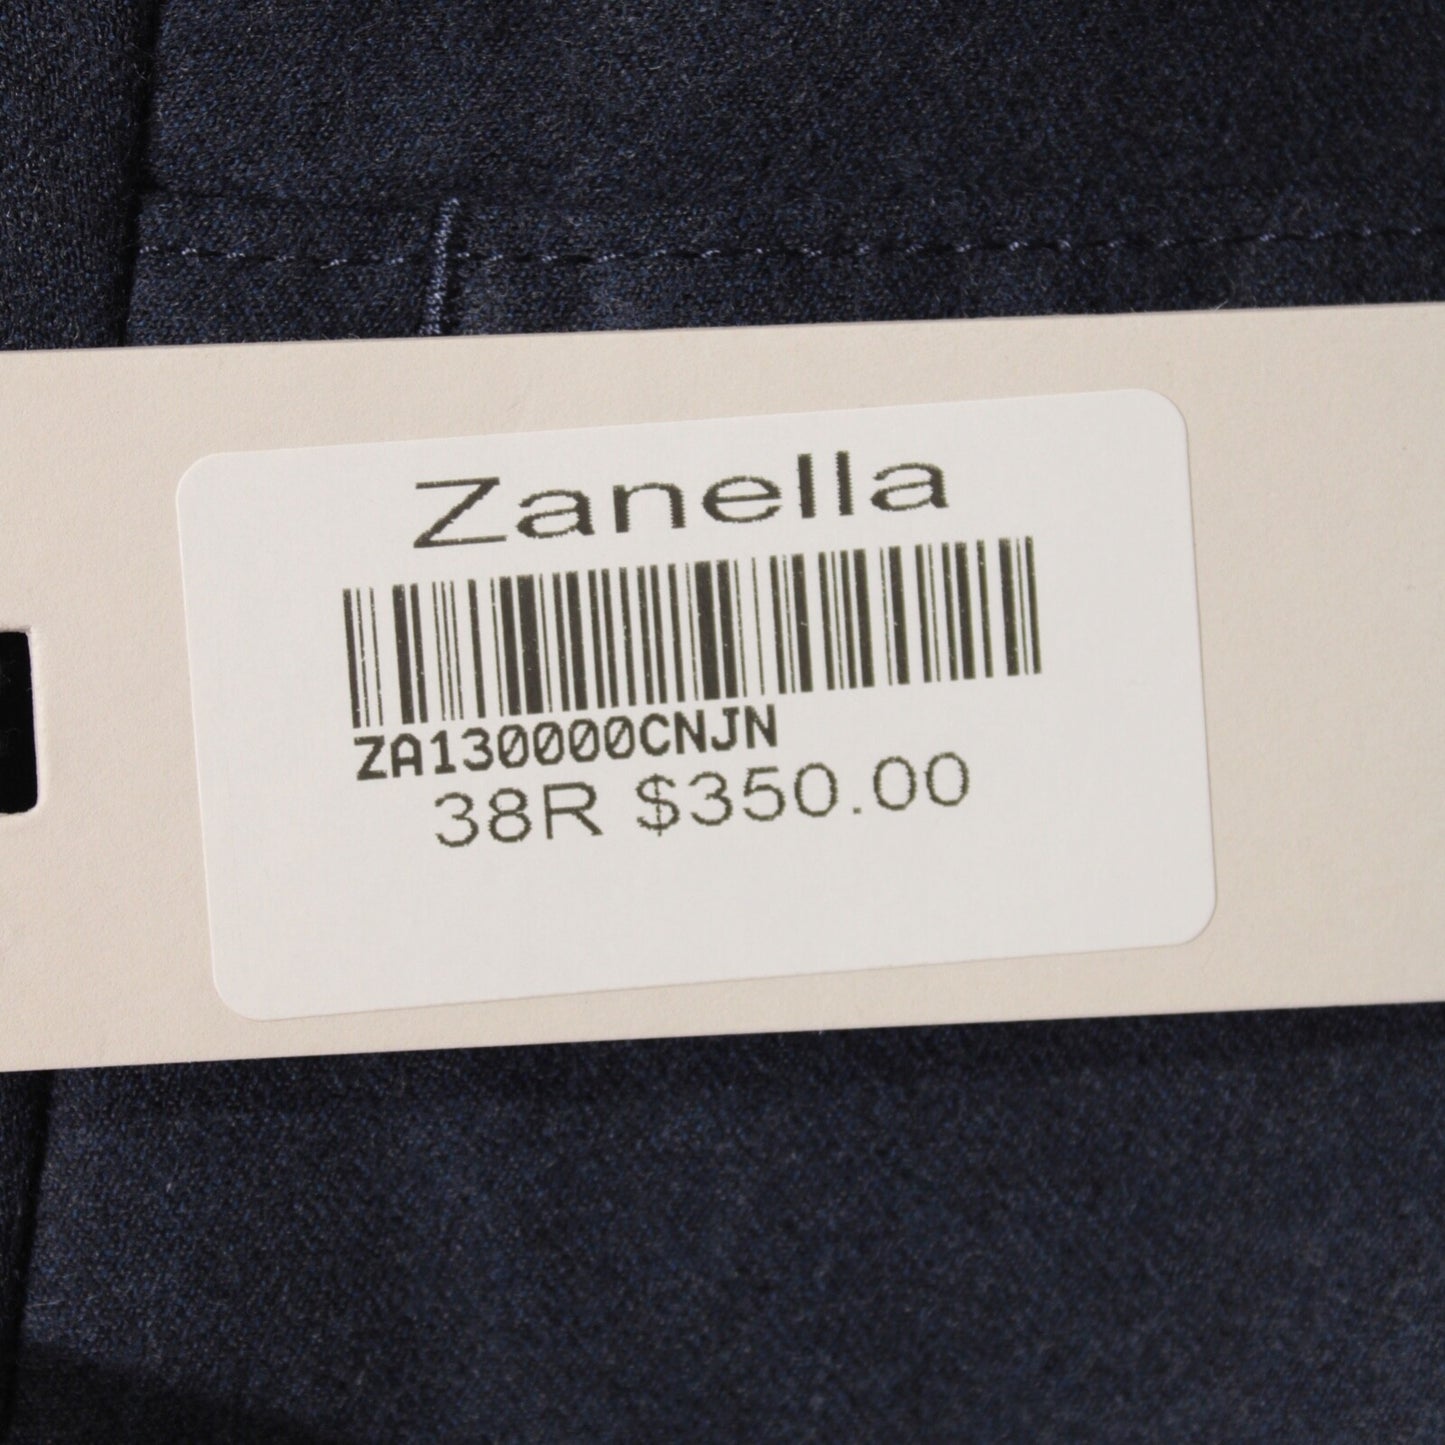 Zanella
ZA130000CNJN
38R $350.00